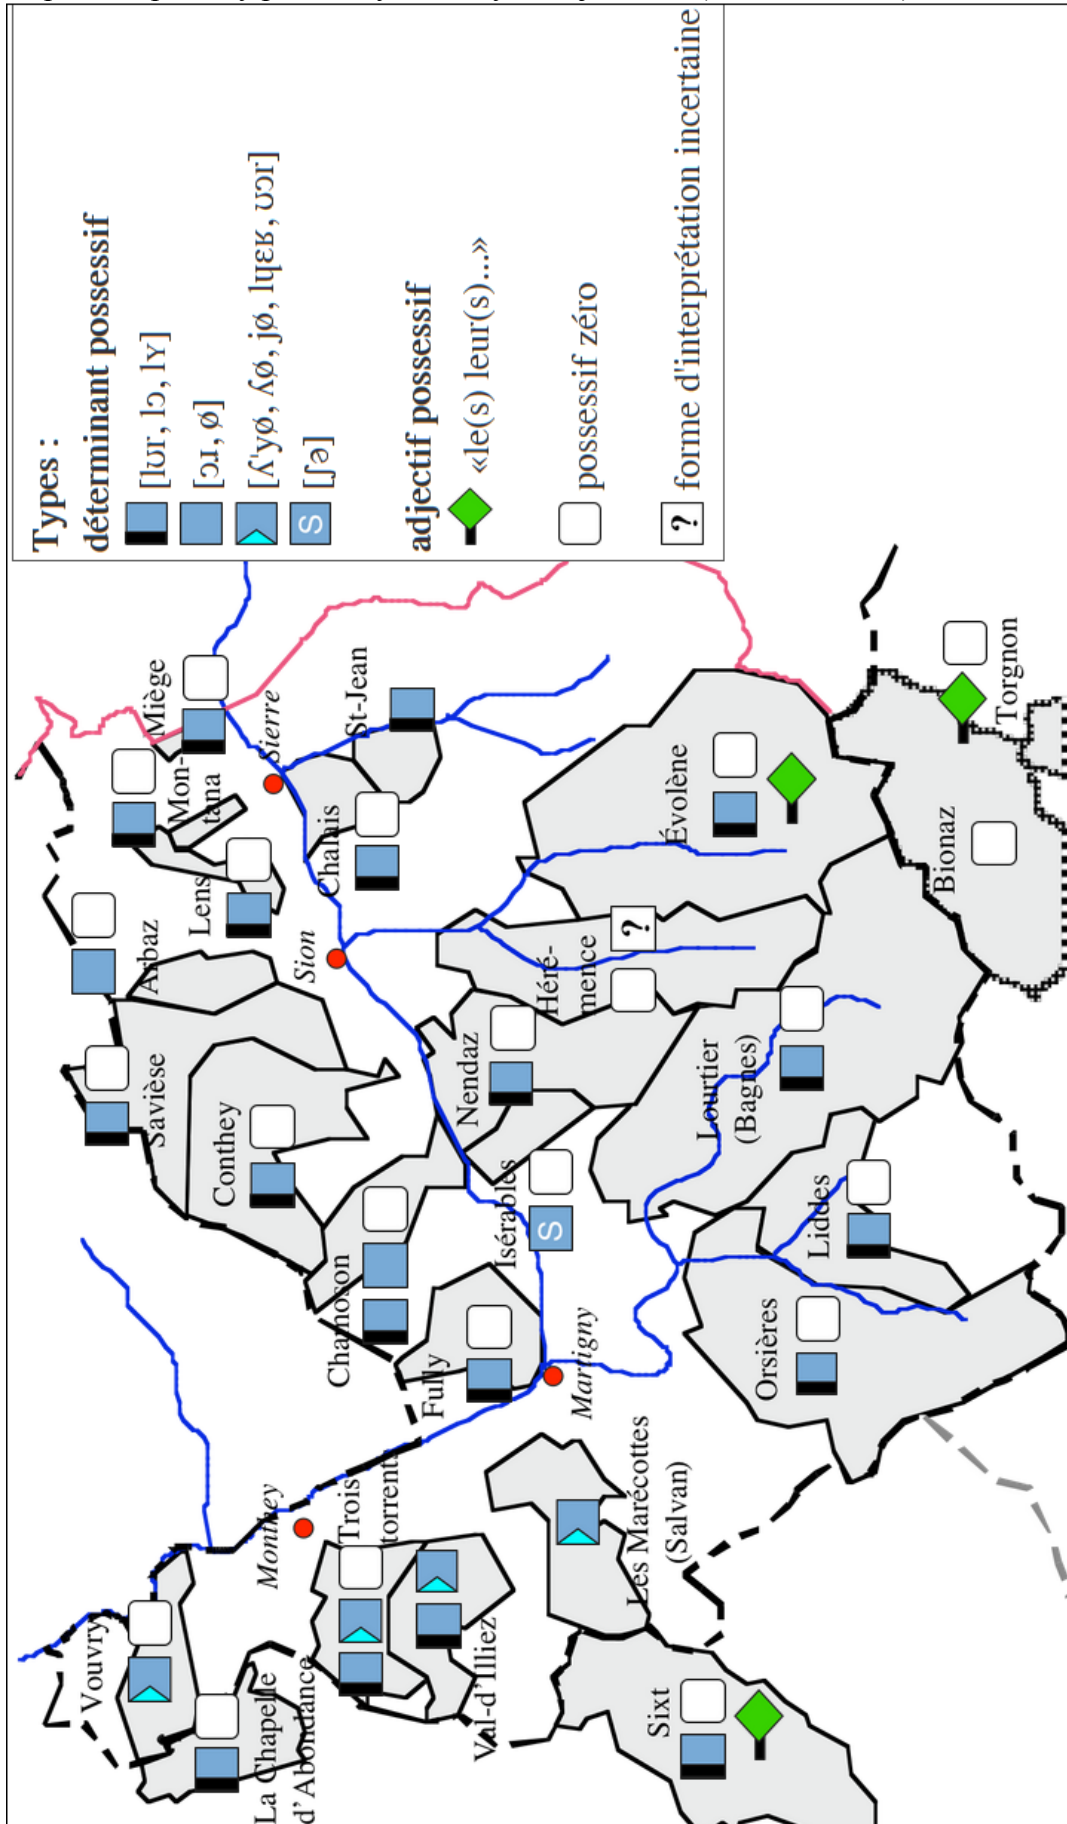 Types :
déterminant possessif
[lʊr, lɔ, lʏ]
[ɔɪ, ø]
[ʎ'yø, ʎø, jø, lɥɛʁ, ʊɔr]
S [ʃə]
adjectif possessif
«le(s) leur(s)...»
possessif zéro
? forme d'interprétation incertaine
Vouvry
La Chapelle
d'Abondance
Monthey
Trois
torrents
Val-d'Illiez
Les Marécottes
(Salvan)
Sixt
Savièse
Arbaz
Conthey
Chamoson
Fully
Martigny
Isérables
S
Nendaz
Héré-
mence
?
Lourtier
(Bagnes)
Liddes
Orsières
Mon-
tana
Miège
Lens
Sierre
Sion
Chalais
St-Jean
Évolène
Bionaz
Torgnon